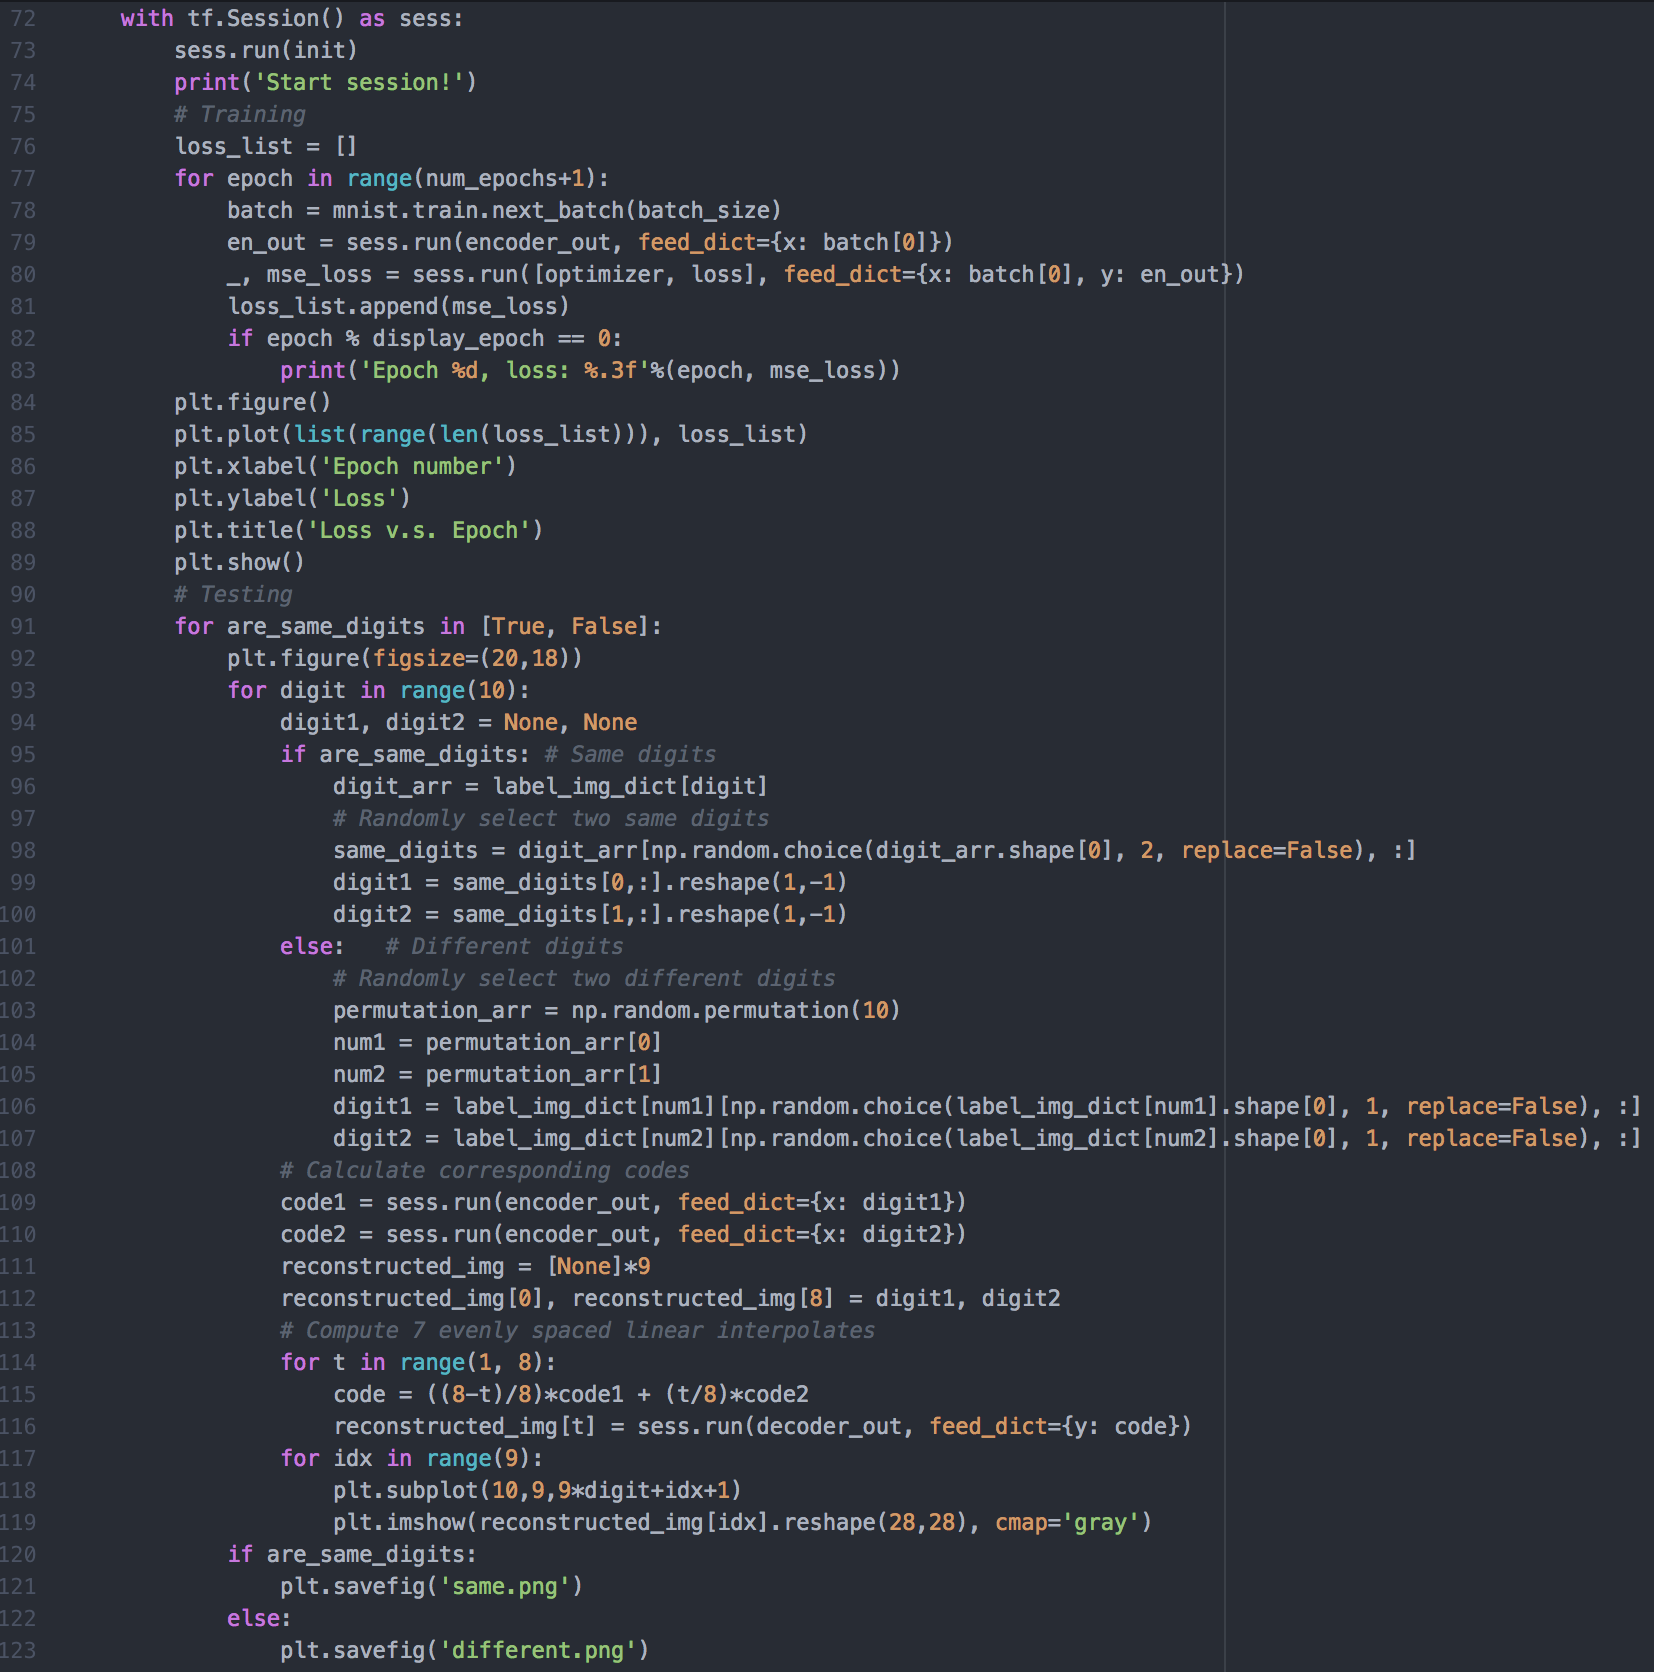 72 with tf.Session() as sess:
73 sess.run(init)
74 print('Start session!')
75 # Training
76 loss_list = []
77 for epoch in range(num_epochs+1):
78 batch = mnist.train.next_batch(batch_size)
79 en_out = sess.run(encoder_out, feed_dict={x: batch[0]})
80 _, mse_loss = sess.run([optimizer, loss], feed_dict={x: batch[0], y: en_out})
81 loss_list.append(mse_loss)
82 if epoch % display_epoch == 0:
83 print('Epoch %d, loss: %.3f'%(epoch, mse_loss))
84 plt.figure()
85 plt.plot(list(range(len(loss_list))), loss_list)
86 plt.xlabel('Epoch number')
87 plt.ylabel('Loss')
88 plt.title('Loss v.s. Epoch')
89 plt.show()
90 # Testing
91 for are_same_digits in [True, False]:
92 plt.figure(figsize=(20,18))
93 for digit in range(10):
94 digit1, digit2 = None, None
95 if are_same_digits: # Same digits
96 digit_arr = label_img_dict[digit]
97 # Randomly select two same digits
98 same_digits = digit_arr[np.random.choice(digit_arr.shape[0], 2, replace=False), :]
99 digit1 = same_digits[0,:].reshape(1,-1)
100 digit2 = same_digits[1,:].reshape(1,-1)
101 else: # Different digits
102 # Randomly select two different digits
103 permutation_arr = np.random.permutation(10)
104 num1 = permutation_arr[0]
105 num2 = permutation_arr[1]
106 digit1 = label_img_dict[num1][np.random.choice(label_img_dict[num1].shape[0], 1, replace=False), :]
107 digit2 = label_img_dict[num2][np.random.choice(label_img_dict[num2].shape[0], 1, replace=False), :]
108 # Calculate corresponding codes
109 code1 = sess.run(encoder_out, feed_dict={x: digit1})
110 code2 = sess.run(encoder_out, feed_dict={x: digit2})
111 reconstructed_img = [None]*9
112 reconstructed_img[0], reconstructed_img[8] = digit1, digit2
113 # Compute 7 evenly spaced linear interpolates
114 for t in range(1, 8):
115 code = ((8-t)/8)*code1 + (t/8)*code2
116 reconstructed_img[t] = sess.run(decoder_out, feed_dict={y: code})
117 for idx in range(9):
118 plt.subplot(10,9,9*digit+idx+1)
119 plt.imshow(reconstructed_img[idx].reshape(28,28), cmap='gray')
120 if are_same_digits:
121 plt.savefig('same.png')
122 else:
123 plt.savefig('different.png')